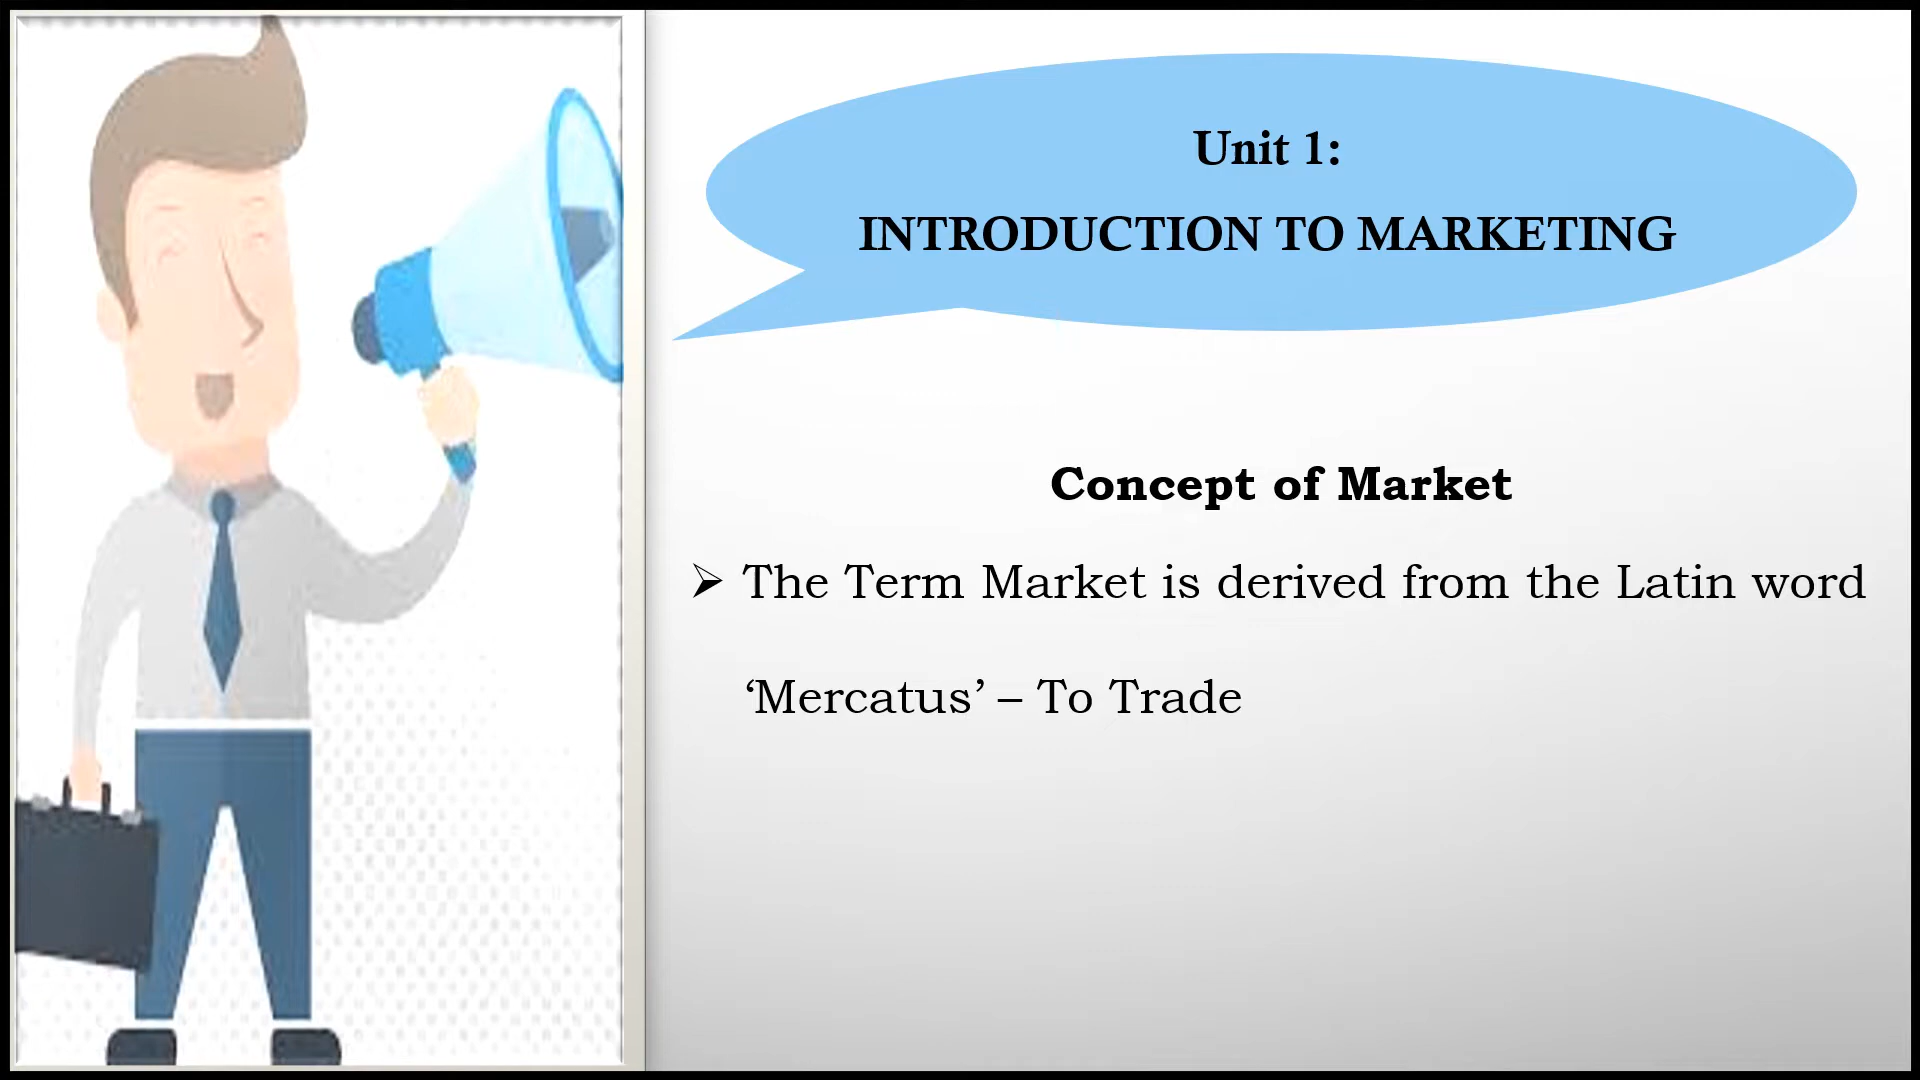 Unit 1:
INTRODUCTION TO MARKETING
Concept of Market
➢ The Term Market is derived from the Latin word
‘Mercatus’ – To Trade